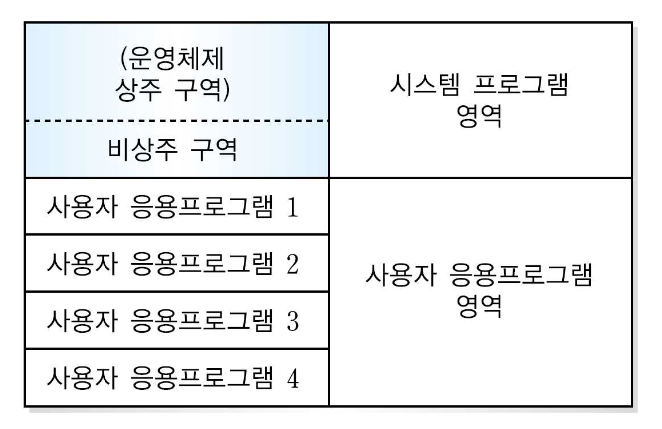 (운영체제
상주 구역)
비상주 구역
시스템 프로그램
영역
사용자 응용프로그램 1
사용자 응용프로그램 2
사용자 응용프로그램 3
사용자 응용프로그램 4
사용자 응용프로그램
영역